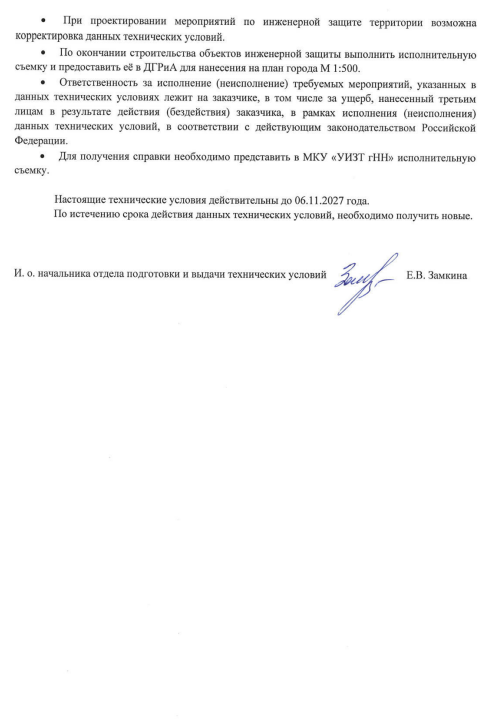 • При проектировании мероприятий по инженерной защите территории возможна
корректировка данных технических условий.
• По окончании строительства объектов инженерной защиты выполнить исполнительную
съемку и предоставить её в ДГРиА для нанесения на план города М 1:500.
• Ответственность за исполнение (неисполнение) требуемых мероприятий, указанных в
данных технических условиях лежит на заказчике, в том числе за ущерб, нанесенный третьим
лицам в результате действия (бездействия) заказчика, в рамках исполнения (неисполнения)
данных технических условий, в соответствии с действующим законодательством Российской
Федерации.
• Для получения справки необходимо представить в МКУ «УИЗТ гНН» исполнительную
съемку.
Настоящие технические условия действительны до 06.11.2027 года.
По истечению срока действия данных технических условий, необходимо получить новые.
И. о. начальника отдела подготовки и выдачи технических условий Е.В. Замкина